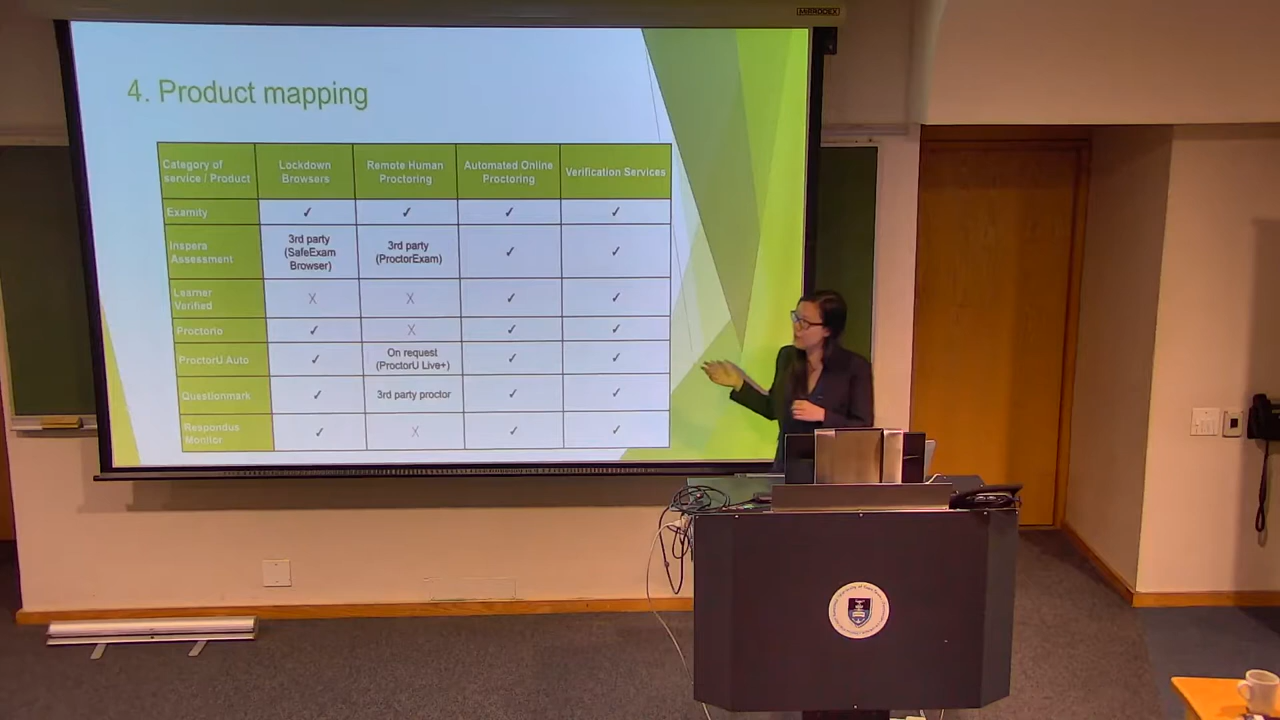 MIRRODEX
4. Product mapping
Category of service / Product | Lockdown Browsers | Remote Human Proctoring | Automated Online Proctoring | Verification Services
Examity ✓ ✓ ✓ ✓
Inspera Assessment | 3rd party (SafeExam Browser) | 3rd party (ProctorExam) ✓ ✓
Learner Verified X X ✓ ✓
Proctorio ✓ X ✓ ✓
ProctorU Auto ✓ On request (ProctorU Live+) ✓ ✓
Questionmark ✓ 3rd party proctor ✓ ✓
Respondus Monitor ✓ X ✓ ✓